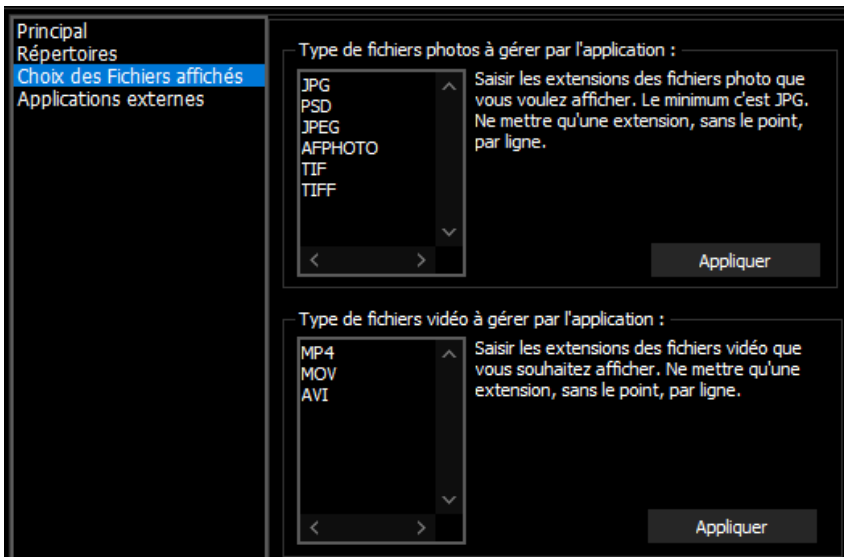 Principal
Répertoires
Choix des Fichiers affichés
Applications externes
Type de fichiers photos à gérer par l'application :
JPG
PSD
JPEG
AFPHOTO
TIF
TIFF
Saisir les extensions des fichiers photo que
vous voulez afficher. Le minimum c'est JPG.
Ne mettre qu'une extension, sans le point,
par ligne.
Appliquer
Type de fichiers vidéo à gérer par l'application :
MP4
MOV
AVI
Saisir les extensions des fichiers vidéo que
vous souhaitez afficher. Ne mettre qu'une
extension, sans le point, par ligne.
Appliquer